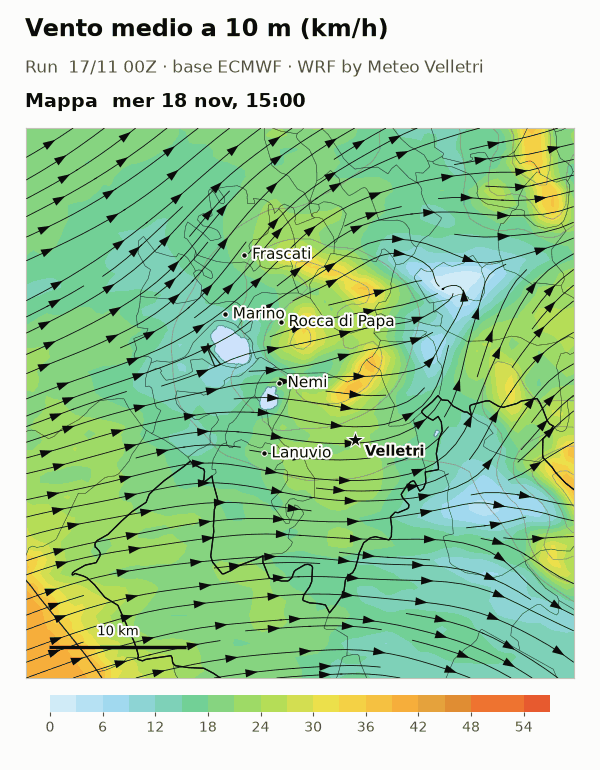 Vento medio a 10 m (km/h)
Run  17/11 00Z · base ECMWF · WRF by Meteo Velletri
Mappa  mer 18 nov, 15:00
Frascati
Marino
Rocca di Papa
Nemi
Velletri
Lanuvio
10 km
0 6 12 18 24 30 36 42 48 54